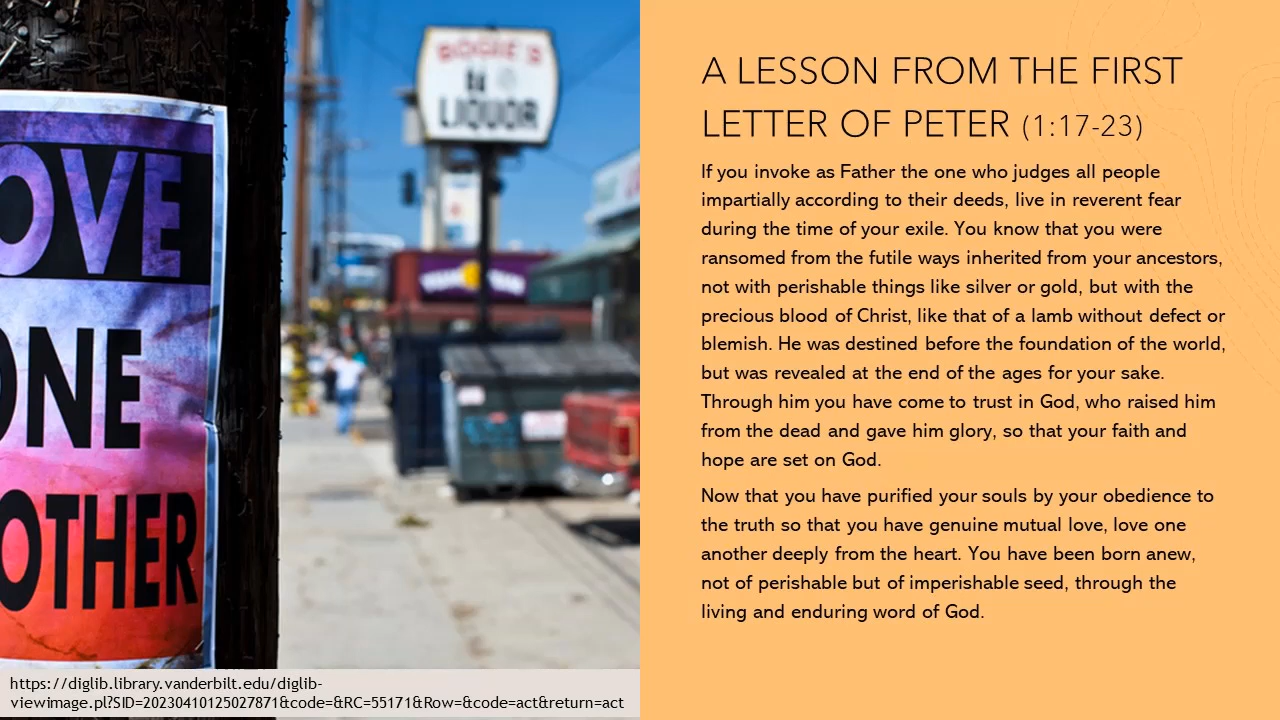 OVE
ONE
OTHER
BOGIE'S
LIQUOR
https://diglib.library.vanderbilt.edu/diglib-
viewimage.pl?SID=2023041012502​7871&code=&RC=55171&Row=&code=act&return=act
A LESSON FROM THE FIRST
LETTER OF PETER (1:17-23)
If you invoke as Father the one who judges all people
impartially according to their deeds, live in reverent fear
during the time of your exile. You know that you were
ransomed from the futile ways inherited from your ancestors,
not with perishable things like silver or gold, but with the
precious blood of Christ, like that of a lamb without defect or
blemish. He was destined before the foundation of the world,
but was revealed at the end of the ages for your sake.
Through him you have come to trust in God, who raised him
from the dead and gave him glory, so that your faith and
hope are set on God.
Now that you have purified your souls by your obedience to
the truth so that you have genuine mutual love, love one
another deeply from the heart. You have been born anew,
not of perishable but of imperishable seed, through the
living and enduring word of God.